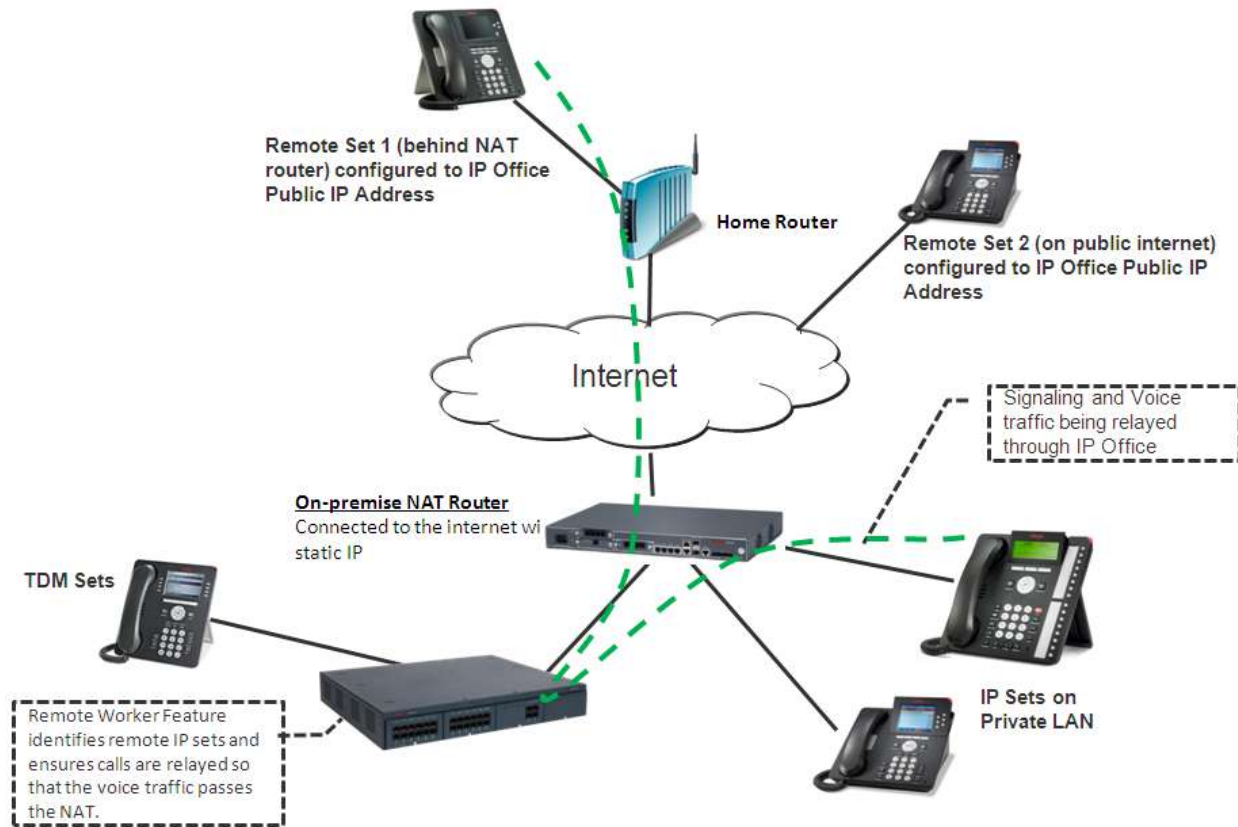 Remote Set 1 (behind NAT
router) configured to IP Office
Public IP Address
Home Router
Remote Set 2 (on public internet)
configured to IP Office Public IP
Address
Internet
Signaling and Voice
traffic being relayed
through IP Office
On-premise NAT Router
Connected to the internet wi
static IP
TDM Sets
IP Sets on
Private LAN
Remote Worker Feature
identifies remote IP sets and
ensures calls are relayed so
that the voice traffic passes
the NAT.